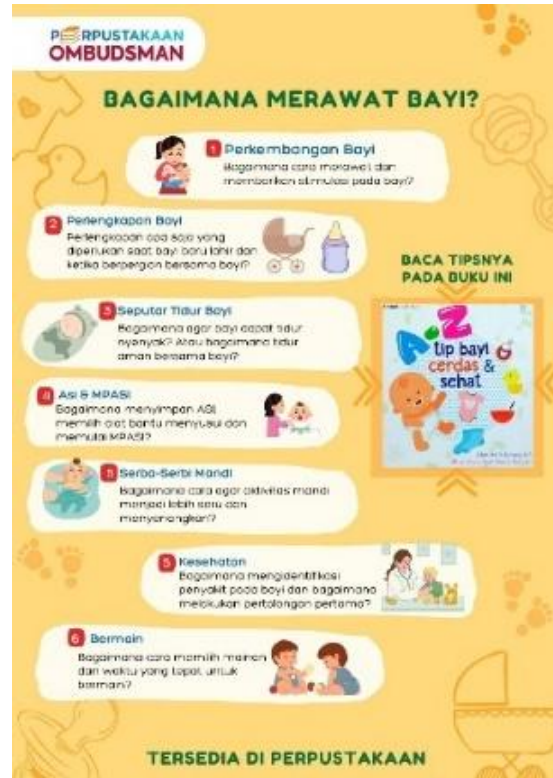 PERPUSTAKAAN
OMBUDSMAN
BAGAIMANA MERAWAT BAYI?
1 Perkembangan Bayi
Bagaimana cara merawat dan
memberikan stimulasi pada bayi?
2 Perlengkapan Bayi
Perlengkapan apa saja yang
diperlukan saat bayi baru lahir dan
ketika berpergian bersama bayi?
3 Seputar Tidur Bayi
Bagaimana agar bayi dapat tidur
nyenyak? Atau bagaimana tidur
aman bersama bayi?
4 Asi & MPASI
Bagaimana menyimpan ASI
memilih alat bantu menyusui dan
memulai MPASI?
5 Serba-Serbi Mandi
Bagaimana cara agar aktivitas mandi
menjadi lebih seru dan
menyenangkan?
5 Kesehatan
Bagaimana mengidentifikasi
penyakit pada bayi dan bagaimana
melakukan pertolongan pertama?
6 Bermain
Bagaimana cara memilih mainan
dan waktu yang tepat untuk
bermain?
BACA TIPSNYA
PADA BUKU INI
A-Z
tip bayi
cerdas &
sehat
TERSEDIA DI PERPUSTAKAAN